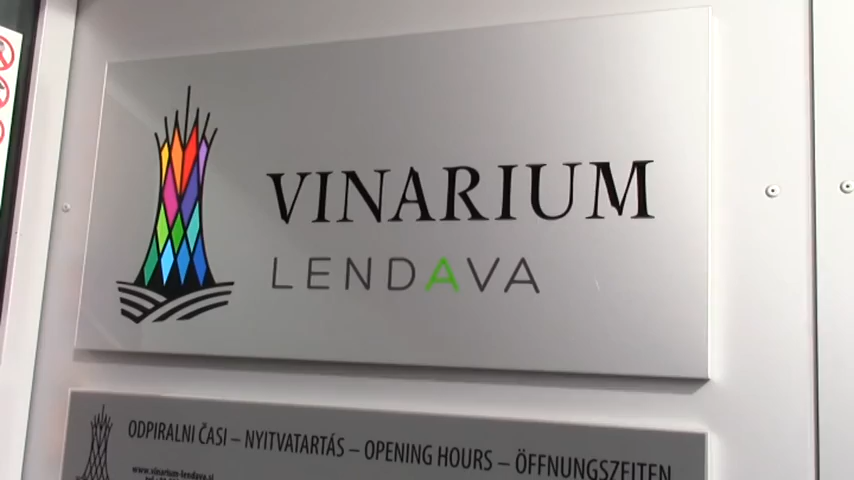 VINARIUM
LENDAVA
ODPIRALNI ČASI – NYITVATARTÁS – OPENING HOURS – ÖFFNUNGSZEITEN
www.vinarium-lendava.si